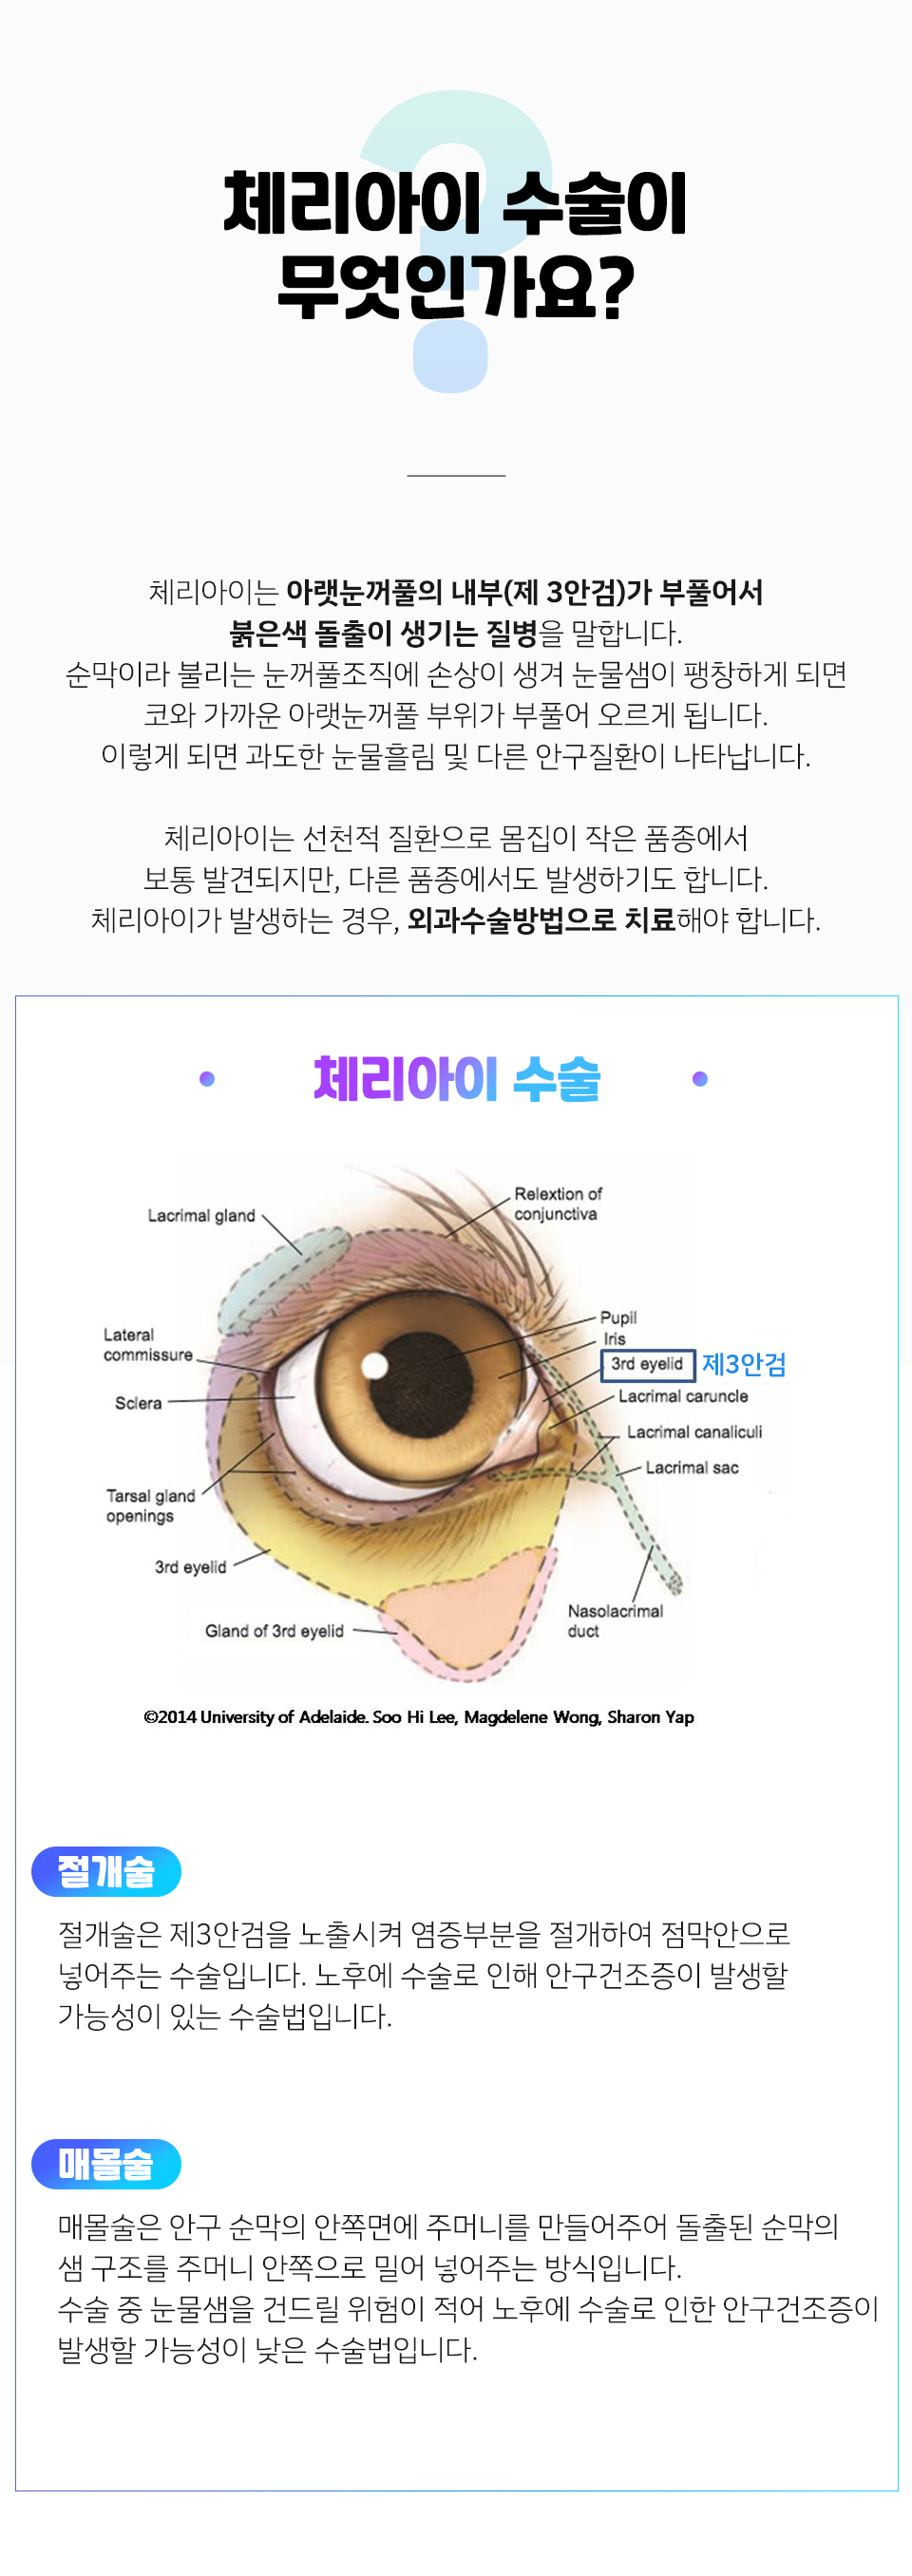 체리아이 수술이
무엇인가요?
체리아이는 아랫눈꺼풀의 내부(제 3안검)가 부풀어서
붉은색 돌출이 생기는 질병을 말합니다.
순막이라 불리는 눈꺼풀조직에 손상이 생겨 눈물샘이 팽창하게 되면
코와 가까운 아랫눈꺼풀 부위가 부풀어 오르게 됩니다.
이렇게 되면 과도한 눈물흘림 및 다른 안구질환이 나타납니다.
체리아이는 선천적 질환으로 몸집이 작은 품종에서
보통 발견되지만, 다른 품종에서도 발생하기도 합니다.
체리아이가 발생하는 경우, 외과수술방법으로 치료해야 합니다.
체리아이 수술
Relextion of
conjunctiva
Lacrimal gland
Pupil
Iris
Lateral
commissure
3rd eyelid 제3안검
Sclera
Lacrimal caruncle
Lacrimal canaliculi
Lacrimal sac
Tarsal gland
openings
3rd eyelid
Nasolacrimal
duct
Gland of 3rd eyelid
©2014 University of Adelaide. Soo Hi Lee, Magdelene Wong, Sharon Yap
절개술
절개술은 제3안검을 노출시켜 염증부분을 절개하여 점막안으로
넣어주는 수술입니다. 노후에 수술로 인해 안구건조증이 발생할
가능성이 있는 수술법입니다.
매몰술
매몰술은 안구 순막의 안쪽면에 주머니를 만들어주어 돌출된 순막의
샘 구조를 주머니 안쪽으로 밀어 넣어주는 방식입니다.
수술 중 눈물샘을 건드릴 위험이 적어 노후에 수술로 인한 안구건조증이
발생할 가능성이 낮은 수술법입니다.